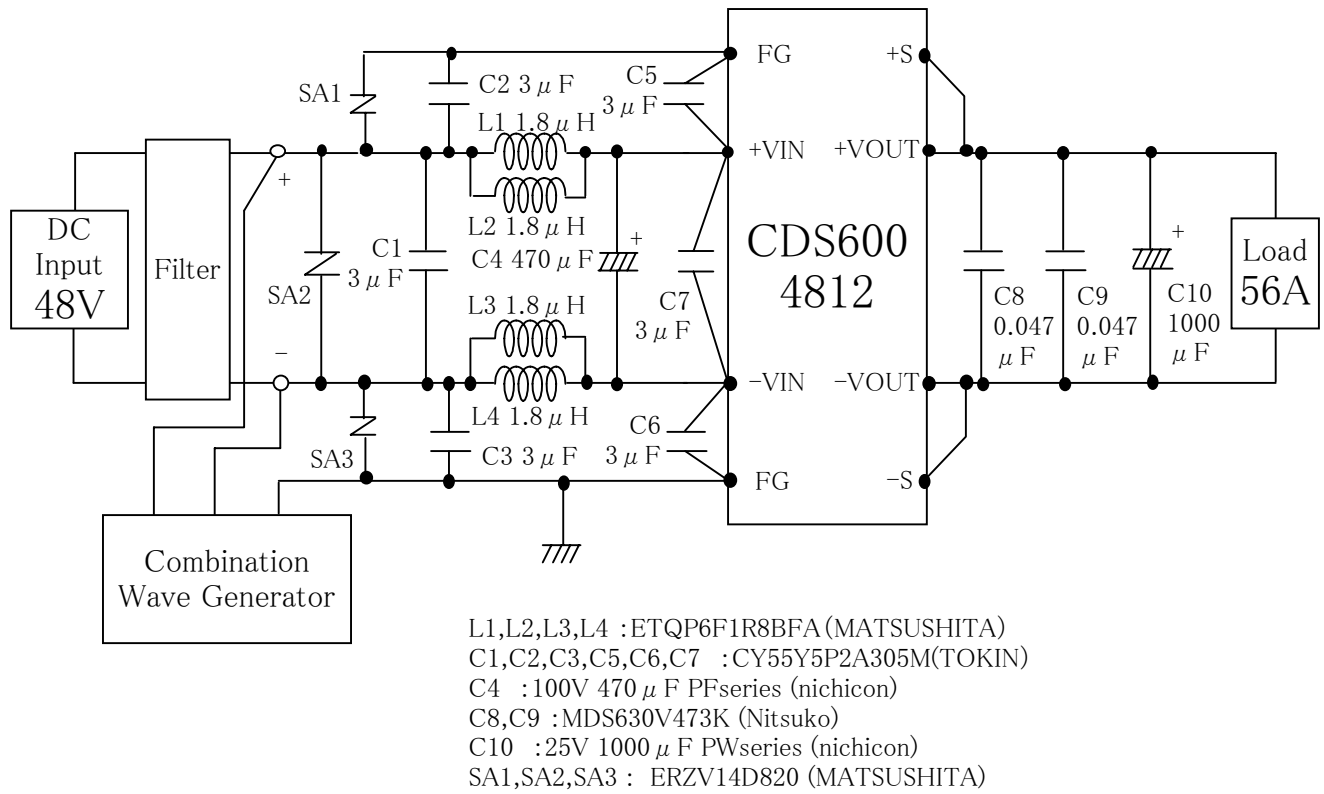 FG
+S
SA1
C2 3μF
C5
3μF
L1 1.8μH
+VIN
+VOUT
+
L2 1.8μH
DC
Input
48V
Filter
SA2
C1
3μF
C4 470μF
+
C7
3μF
CDS600
4812
C8
0.047
μF
C9
0.047
μF
+
C10
1000
μF
Load
56A
L3 1.8μH
-
-VIN
-VOUT
L4 1.8μH
SA3
C3 3μF
C6
3μF
FG
-S
Combination
Wave Generator
L1,L2,L3,L4 :ETQP6F1R8BFA(MATSUSHITA)
C1,C2,C3,C5,C6,C7 :CY55Y5P2A305M(TOKIN)
C4 :100V 470μF PFseries (nichicon)
C8,C9 :MDS630V473K (Nitsuko)
C10 :25V 1000μF PWseries (nichicon)
SA1,SA2,SA3 : ERZV14D820 (MATSUSHITA)